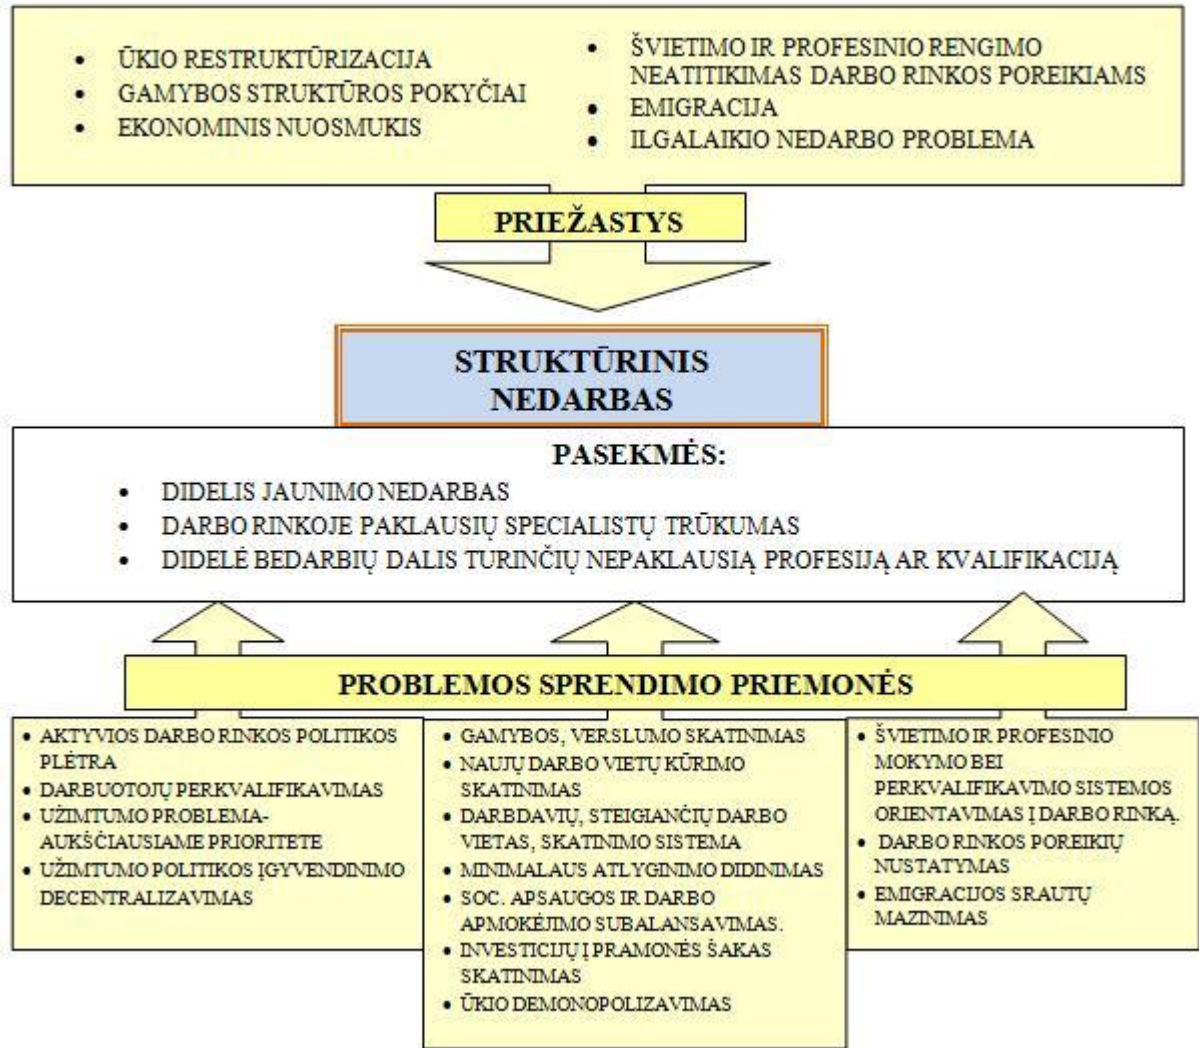 • ŪKIO RESTRUKTŪRIZACIJA
• GAMYBOS STRUKTŪROS POKYČIAI
• EKONOMINIS NUOSMUKIS
• ŠVIETIMO IR PROFESINIO RENGIMO
NEATITIKIMAS DARBO RINKOS POREIKIAMS
• EMIGRACIJA
• ILGALAIKIO NEDARBO PROBLEMA
PRIEŽASTYS
STRUKTŪRINIS
NEDARBAS
PASEKMĖS:
• DIDELIS JAUNIMO NEDARBAS
• DARBO RINKOJE PAKLAUSIŲ SPECIALISTŲ TRŪKUMAS
• DIDELĖ BEDARBIŲ DALIS TURINČIŲ NEPAKLAUSIĄ PROFESIJĄ AR KVALIFIKACIJĄ
PROBLEMOS SPRENDIMO PRIEMONĖS
• AKTYVIOS DARBO RINKOS POLITIKOS
PLĖTRA
• DARBUOTOJŲ PERKVALIFIKAVIMAS
• UŽIMTUMO PROBLEMA-
AUKŠČIAUSIAME PRIORITETE
• UŽIMTUMO POLITIKOS ĮGYVENDINIMO
DECENTRALIZAVIMAS
• GAMYBOS, VERSLUMO SKATINIMAS
• NAUJŲ DARBO VIETŲ KŪRIMO
SKATINIMAS
• DARBDAVIŲ, STEIGIANČIŲ DARBO
VIETAS, SKATINIMO SISTEMA
• MINIMALAUS ATLYGINIMO DIDINIMAS
• SOC. APSAUGOS IR DARBO
APMOKĖJIMO SUBALANSAVIMAS.
• INVESTICIJŲ Į PRAMONĖS ŠAKAS
SKATINIMAS
• ŪKIO DEMONOPOLIZAVIMAS
• ŠVIETIMO IR PROFESINIO
MOKYMO BEI
PERKVALIFIKAVIMO SISTEMOS
ORIENTAVIMAS Į DARBO RINKĄ.
• DARBO RINKOS POREIKIŲ
NUSTATYMAS
• EMIGRACIJOS SRAUTŲ
MAZINIMAS